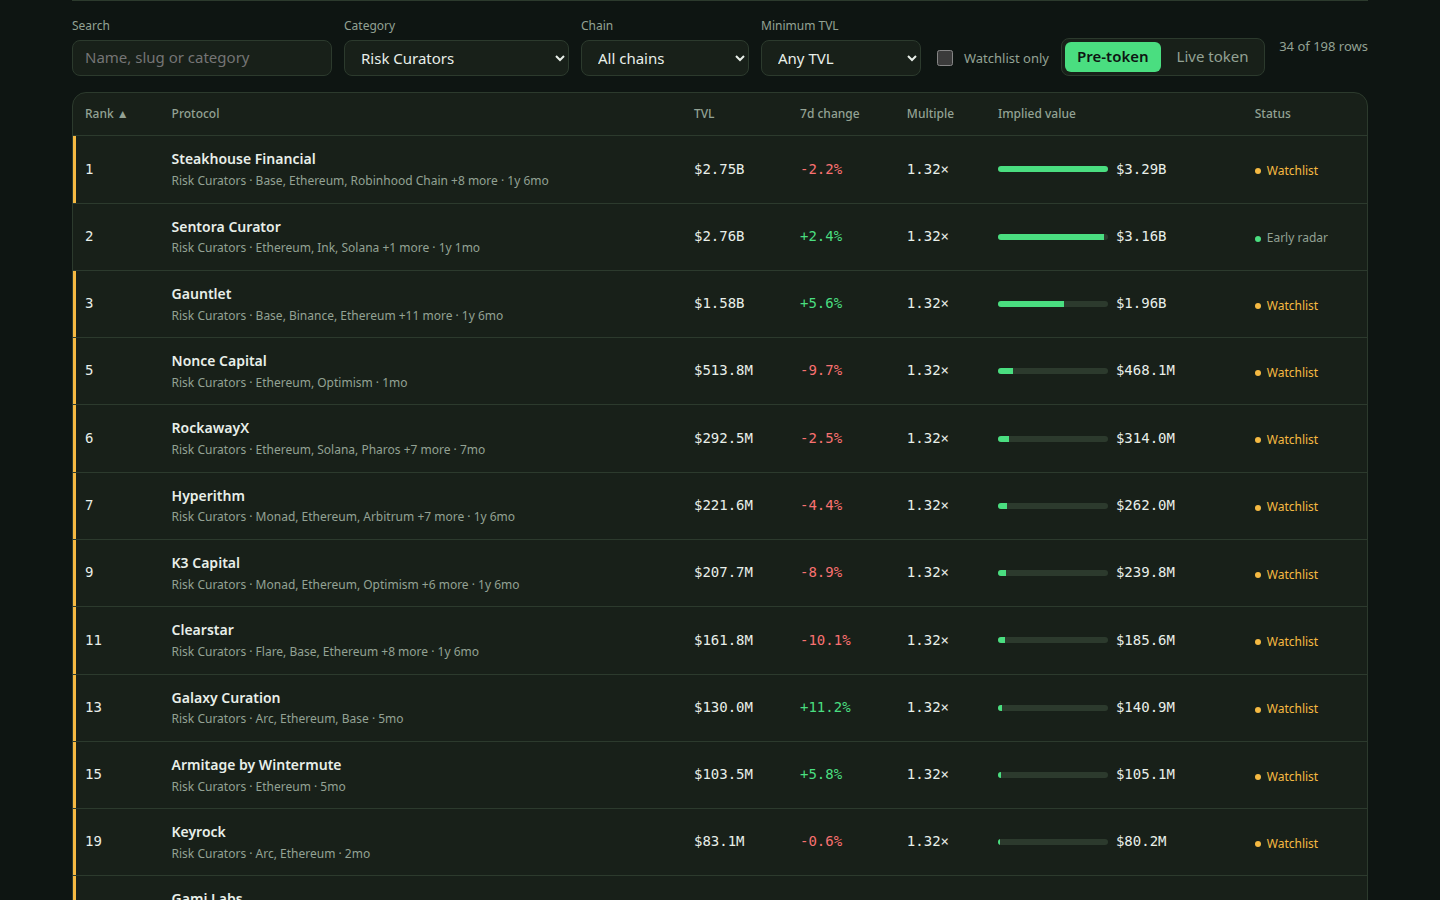 Search
Category
Chain
Minimum TVL
Name, slug or category
Risk Curators
All chains
Any TVL
Watchlist only
Pre-token
Live token
34 of 198 rows
Rank ▲ Protocol TVL 7d change Multiple Implied value Status
1 Steakhouse Financial $2.75B -2.2% 1.32× $3.29B Watchlist
Risk Curators · Base, Ethereum, Robinhood Chain +8 more · 1y 6mo
2 Sentora Curator $2.76B +2.4% 1.32× $3.16B Early radar
Risk Curators · Ethereum, Ink, Solana +1 more · 1y 1mo
3 Gauntlet $1.58B +5.6% 1.32× $1.96B Watchlist
Risk Curators · Base, Binance, Ethereum +11 more · 1y 6mo
5 Nonce Capital $513.8M -9.7% 1.32× $468.1M Watchlist
Risk Curators · Ethereum, Optimism · 1mo
6 RockawayX $292.5M -2.5% 1.32× $314.0M Watchlist
Risk Curators · Ethereum, Solana, Pharos +7 more · 7mo
7 Hyperithm $221.6M -4.4% 1.32× $262.0M Watchlist
Risk Curators · Monad, Ethereum, Arbitrum +7 more · 1y 6mo
9 K3 Capital $207.7M -8.9% 1.32× $239.8M Watchlist
Risk Curators · Monad, Ethereum, Optimism +6 more · 1y 6mo
11 Clearstar $161.8M -10.1% 1.32× $185.6M Watchlist
Risk Curators · Flare, Base, Ethereum +8 more · 1y 6mo
13 Galaxy Curation $130.0M +11.2% 1.32× $140.9M Watchlist
Risk Curators · Arc, Ethereum, Base · 5mo
15 Armitage by Wintermute $103.5M +5.8% 1.32× $105.1M Watchlist
Risk Curators · Ethereum · 5mo
19 Keyrock $83.1M -0.6% 1.32× $80.2M Watchlist
Risk Curators · Arc, Ethereum · 2mo
Gami Labs